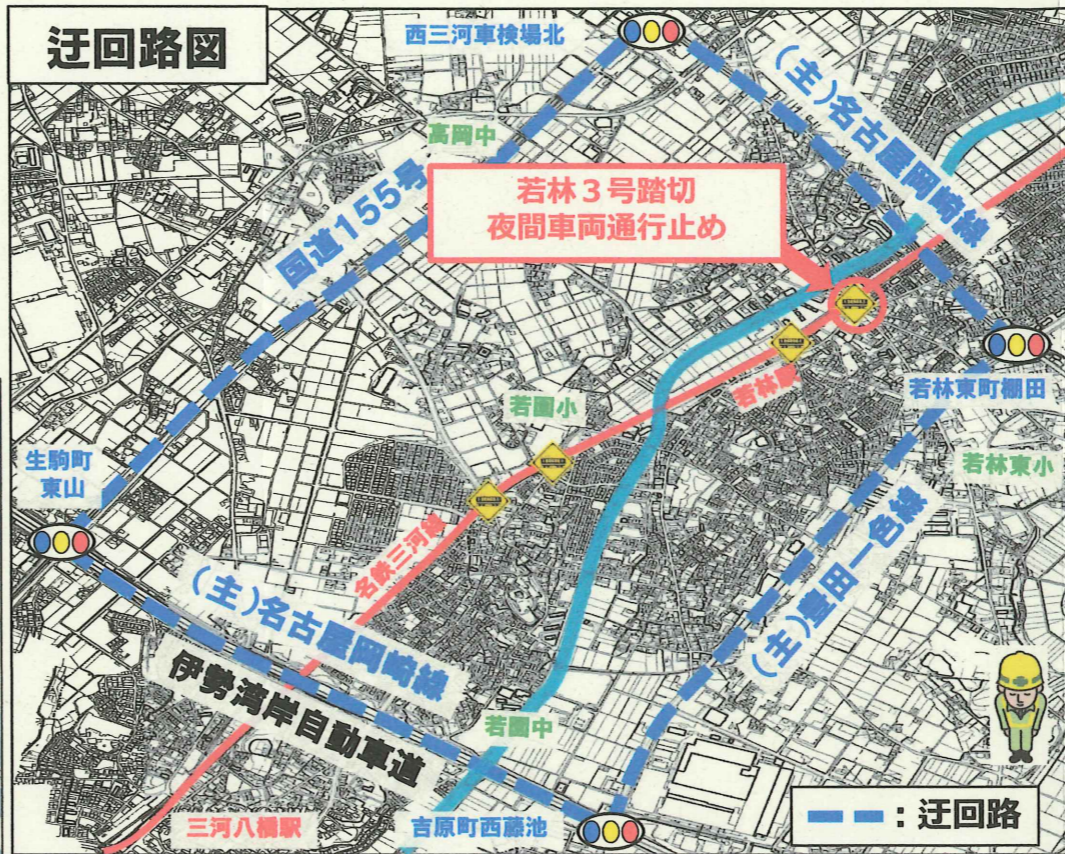 迂回路図
西三河車検場北
(主)名古屋岡崎線
高岡中
国道155号
若林3号踏切
夜間車両通行止め
若林駅
若園小
若林東町棚田
若林東小
生駒町
東山
名鉄三河線
(主)豊田一色線
(主)名古屋岡崎線
伊勢湾岸自動車道
若園中
三河八橋駅
吉原町西藤池
:迂回路